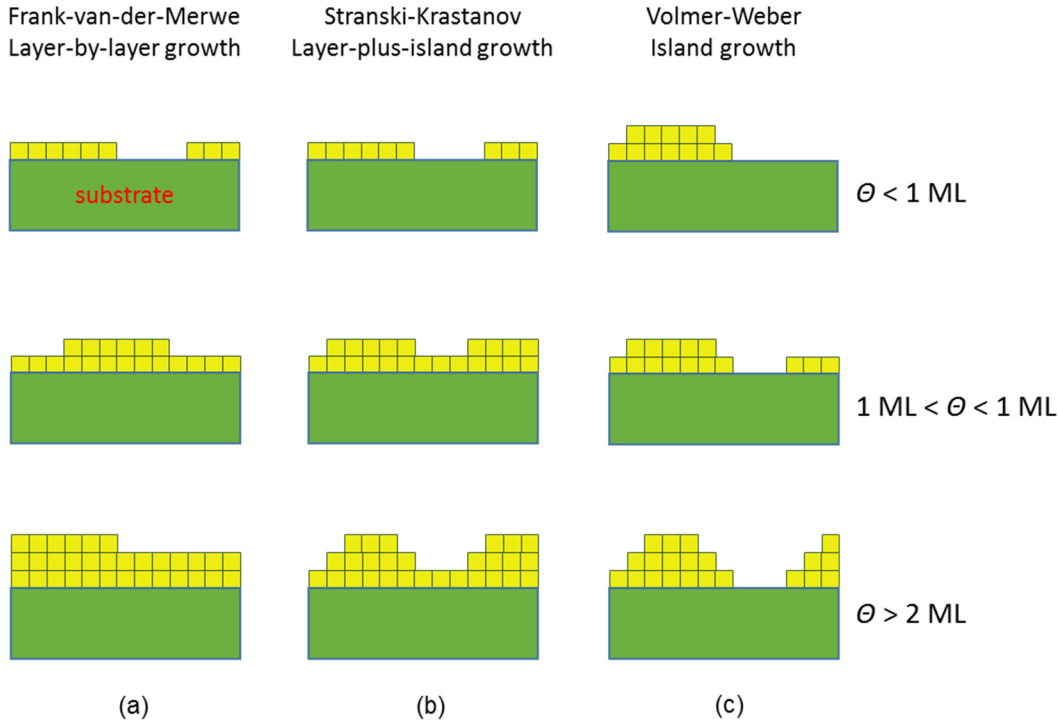 Frank-van-der-Merwe
Layer-by-layer growth
Stranski-Krastanov
Layer-plus-island growth
Volmer-Weber
Island growth
substrate
Θ < 1 ML
1 ML < Θ < 1 ML
Θ > 2 ML
(a)
(b)
(c)